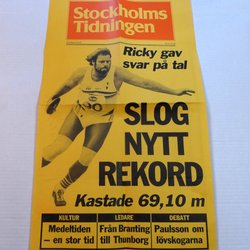 Stockholms
Tidningen
Ricky gav
svar på tal
SLOG
NYTT
REKORD
Kastade 69,10 m
KULTUR
Medeltiden
– en stor tid
LEDARE
Från Branting
till Thunborg
DEBATT
Paulsson om
lövskogarna